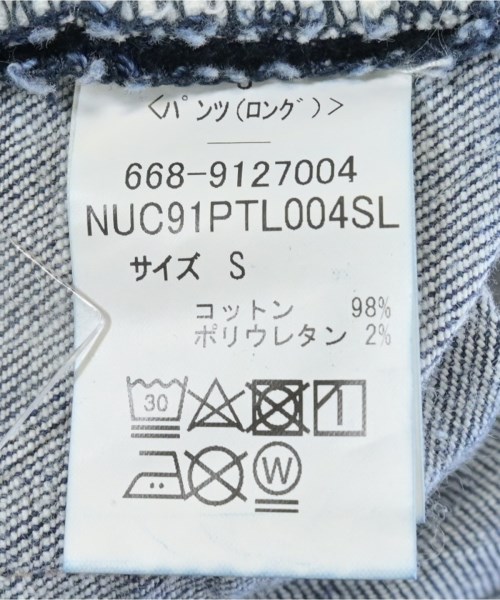 <パンツ(ロング)>
668-9127004
NUC91PTL004SL
サイズ S
コットン 98%
ポリウレタン 2%
30
W